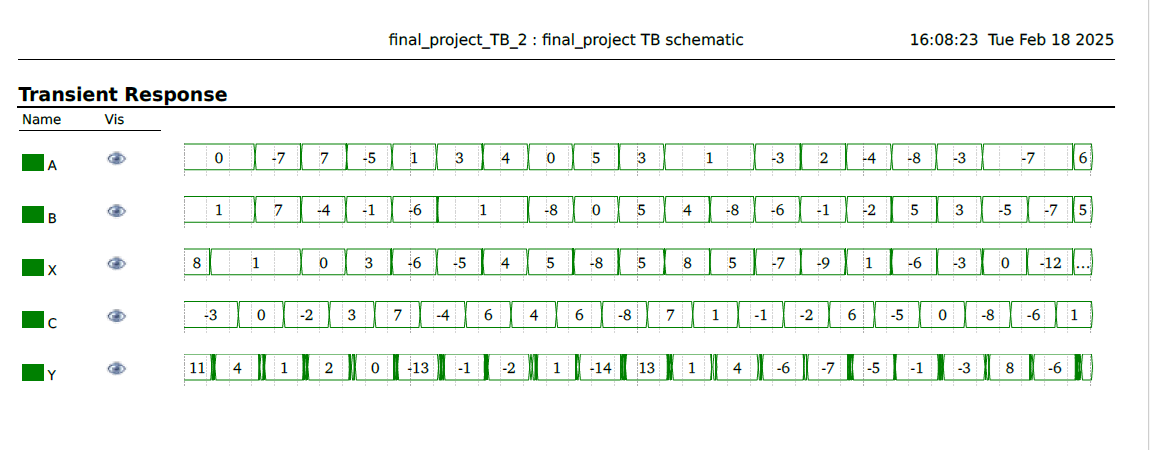 final_project_TB_2 : final_project TB schematic 16:08:23 Tue Feb 18 2025
Transient Response
Name Vis
A 0 -7 7 -5 1 3 4 0 5 3 1 -3 2 -4 -8 -3 -7 6
B 1 7 -4 -1 -6 1 -8 0 5 4 -8 -6 -1 -2 5 3 -5 -7 5
X 8 1 0 3 -6 -5 4 5 -8 5 8 5 -7 -9 1 -6 -3 0 -12 ...
C -3 0 -2 3 7 -4 6 4 6 -8 7 1 -1 -2 6 -5 0 -8 -6 1
Y 11 4 1 2 0 -13 -1 -2 1 -14 13 1 4 -6 -7 -5 -1 -3 8 -6